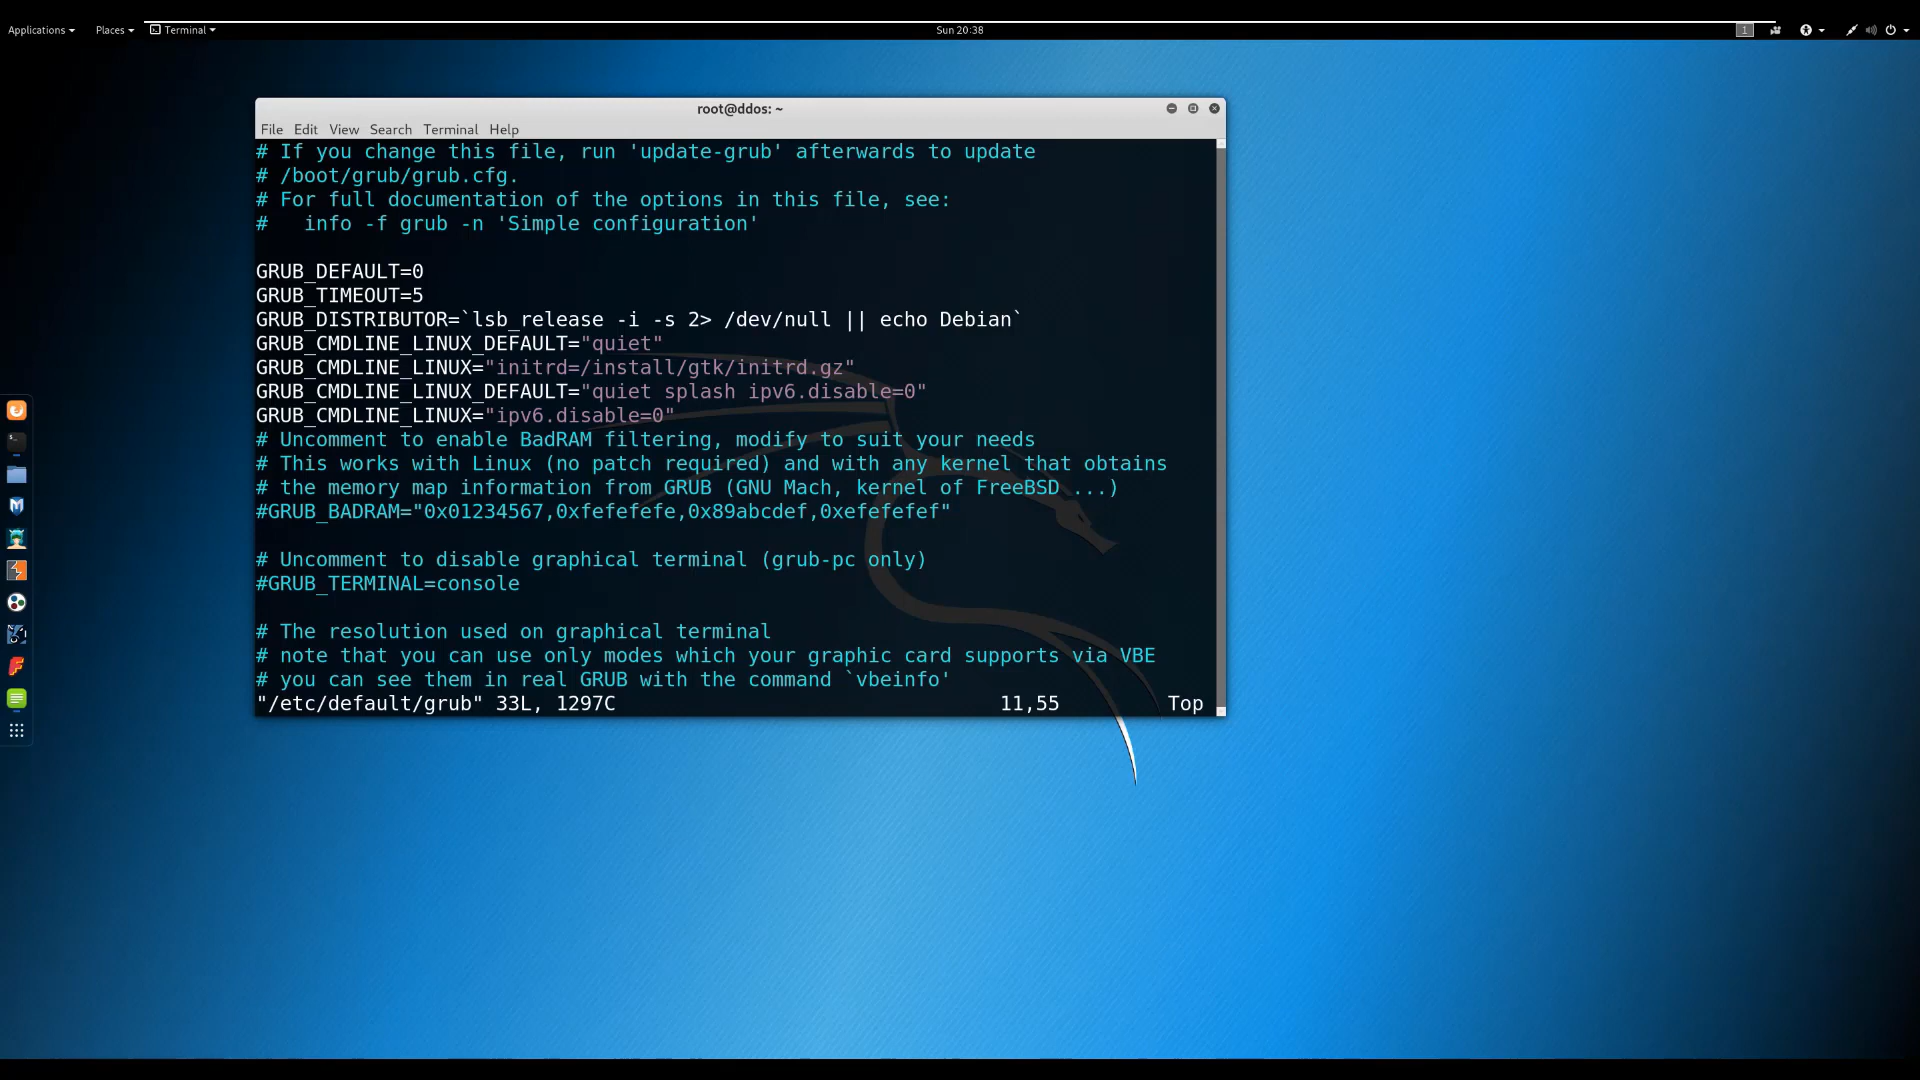 Applications
Places
Terminal
Sun 20:38
1
root@ddos: ~
File Edit View Search Terminal Help
# If you change this file, run 'update-grub' afterwards to update
# /boot/grub/grub.cfg.
# For full documentation of the options in this file, see:
#   info -f grub -n 'Simple configuration'
GRUB_DEFAULT=0
GRUB_TIMEOUT=5
GRUB_DISTRIBUTOR=`lsb_release -i -s 2> /dev/null || echo Debian`
GRUB_CMDLINE_LINUX_DEFAULT="quiet"
GRUB_CMDLINE_LINUX="initrd=/install/gtk/initrd.gz"
GRUB_CMDLINE_LINUX_DEFAULT="quiet splash ipv6.disable=0"
GRUB_CMDLINE_LINUX="ipv6.disable=0"
# Uncomment to enable BadRAM filtering, modify to suit your needs
# This works with Linux (no patch required) and with any kernel that obtains
# the memory map information from GRUB (GNU Mach, kernel of FreeBSD ...)
#GRUB_BADRAM="0x01234567,0xfefefefe,0x89abcdef,0xefefefef"
# Uncomment to disable graphical terminal (grub-pc only)
#GRUB_TERMINAL=console
# The resolution used on graphical terminal
# note that you can use only modes which your graphic card supports via VBE
# you can see them in real GRUB with the command `vbeinfo'
"/etc/default/grub" 33L, 1297C 11,55 Top